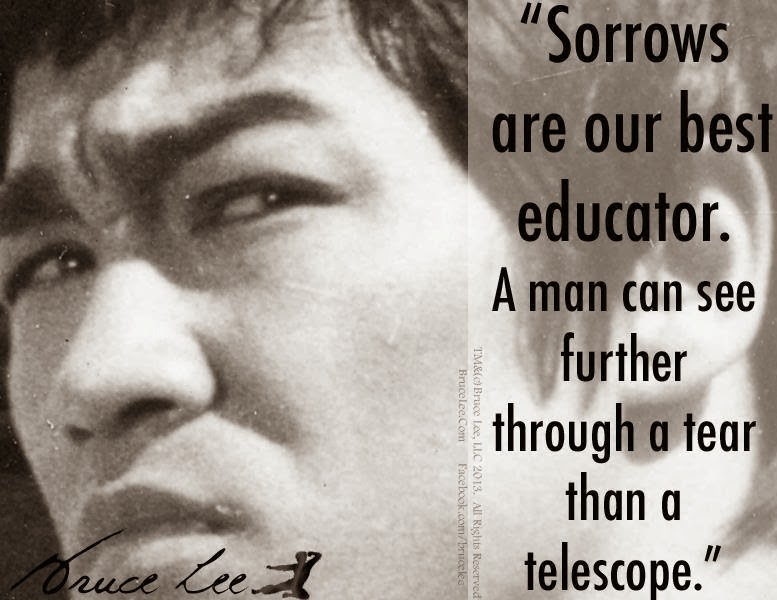 “Sorrows
are our best
educator.
A man can see
further
through a tear
than a
telescope.”
TM&(c)Bruce Lee, LLC 2013. All Rights Reserved
BruceLee.Com Facebook.com/brucelee
Bruce Lee